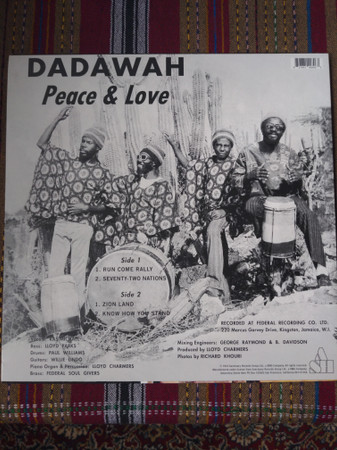 DADAWAH
Peace & Love
Side 1
1. RUN COME RALLY
2. SEVENTY-TWO NATIONS
Side 2
1. ZION LAND
2. KNOW HOW YOU STAND
RECORDED AT FEDERAL RECORDING CO. LTD.
220 Marcus Garvey Drive, Kingston, Jamaica, W.I.
Bass: LLOYD PARKS
Drums: PAUL WILLIAMS
Guitars: WILLIE LINDO
Piano Organ & Percussion: LLOYD CHARMERS
Brass: FEDERAL SOUL GIVERS
Mixing Engineers: GEORGE RAYMOND & B. DAVIDSON
Produced by LLOYD CHARMERS
Photos by RICHARD KHOURI